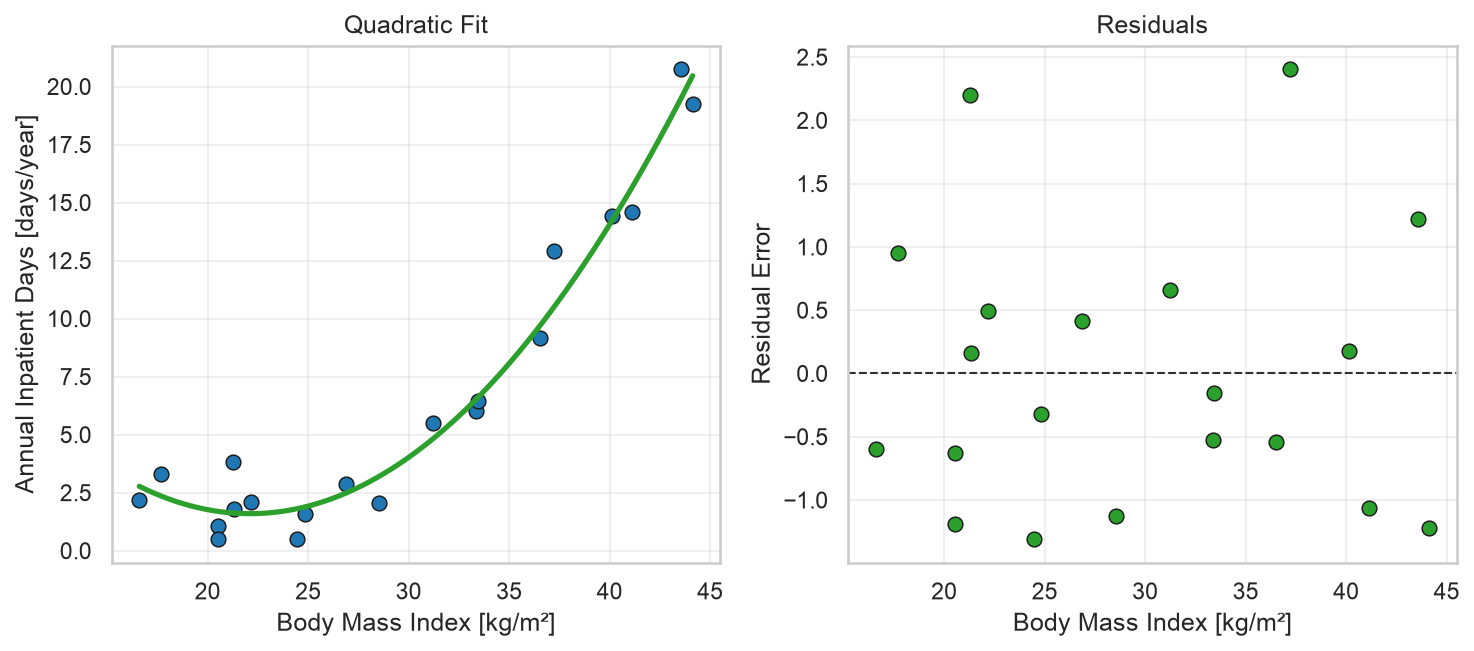 Quadratic Fit
Annual Inpatient Days [days/year]
20.0
17.5
15.0
12.5
10.0
7.5
5.0
2.5
0.0
20 25 30 35 40 45
Body Mass Index [kg/m²]
Residuals
Residual Error
2.5
2.0
1.5
1.0
0.5
0.0
−0.5
−1.0
20 25 30 35 40 45
Body Mass Index [kg/m²]